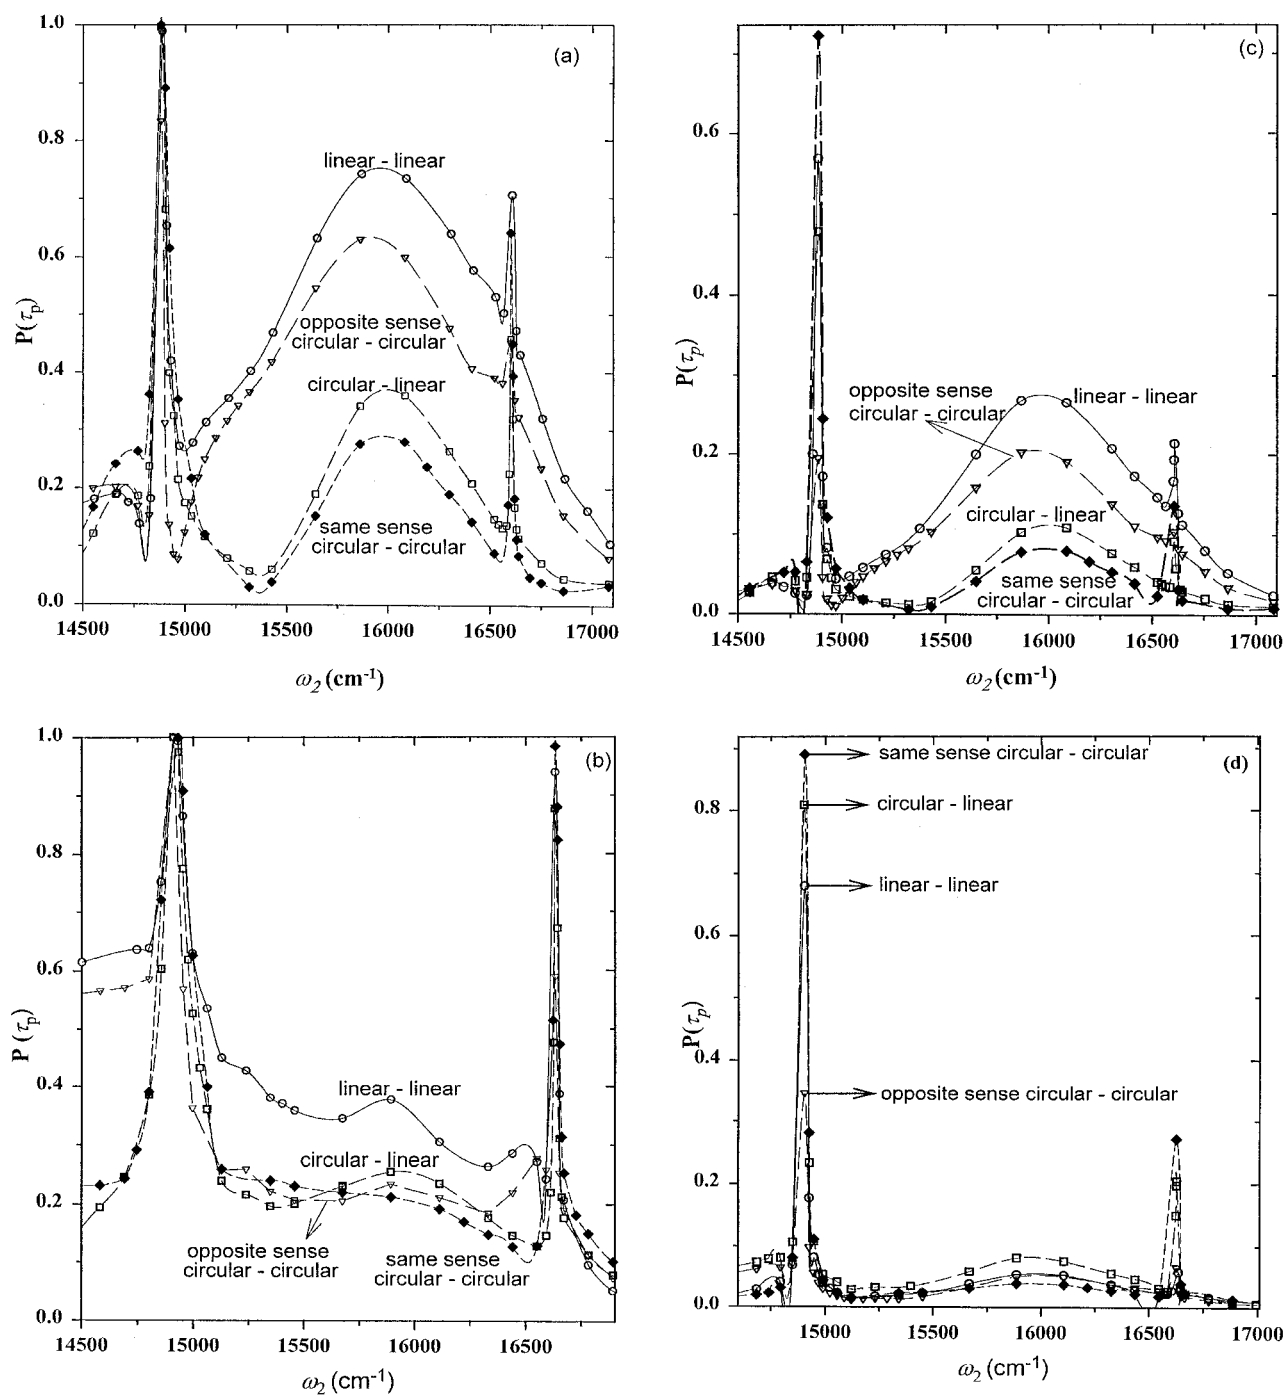 1.0
0.8
0.6
0.4
0.2
0.0
P(τp)
(a)
linear - linear
opposite sense
circular - circular
circular - linear
same sense
circular - circular
14500 15000 15500 16000 16500 17000
ω2 (cm-1)
0.6
0.4
0.2
0.0
P(τp)
(c)
opposite sense
circular - circular
linear - linear
circular - linear
same sense
circular - circular
14500 15000 15500 16000 16500 17000
ω2 (cm-1)
1.0
0.8
0.6
0.4
0.2
0.0
P (τp)
(b)
linear - linear
circular - linear
opposite sense
circular - circular
same sense
circular - circular
14500 15000 15500 16000 16500
ω2 (cm-1)
0.8
0.6
0.4
0.2
0.0
P(τp)
(d)
same sense circular - circular
circular - linear
linear - linear
opposite sense circular - circular
15000 15500 16000 16500 17000
ω2 (cm-1)